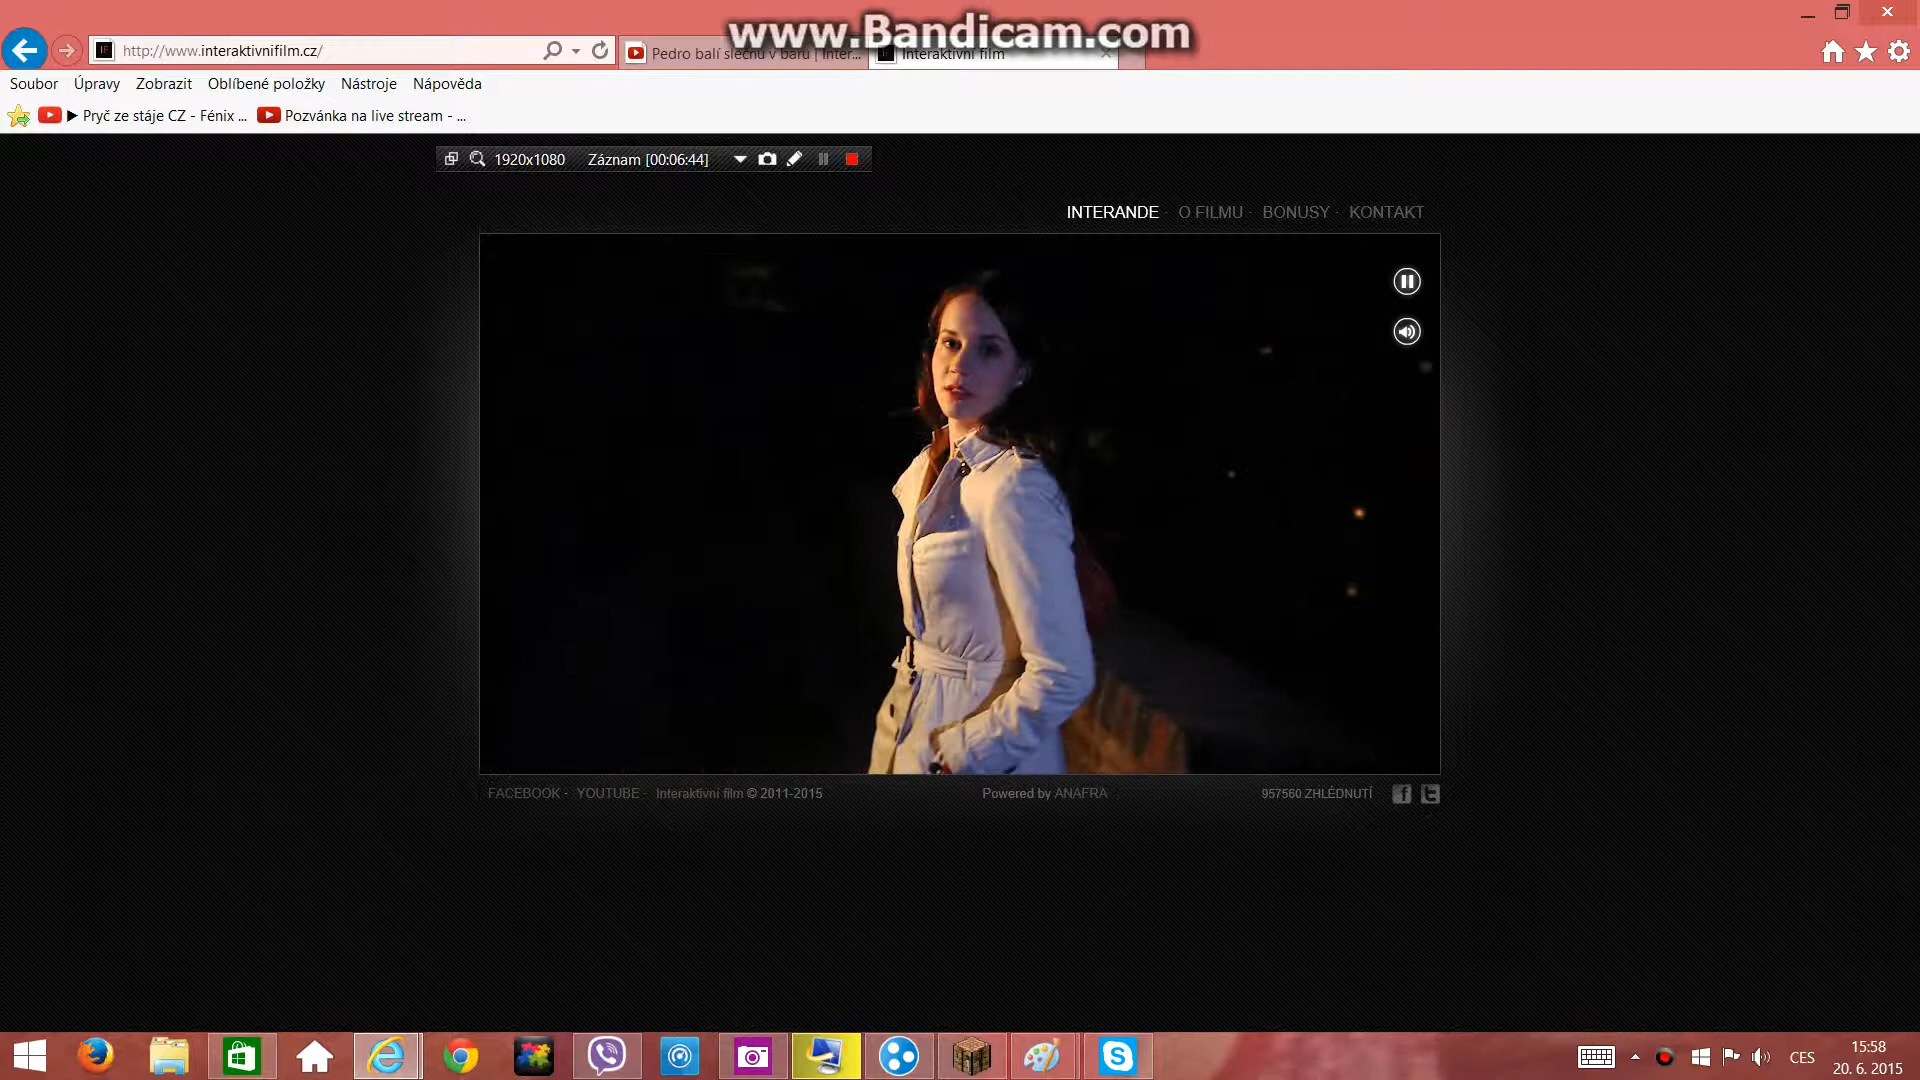 www.Bandicam.com
http://www.interaktivnifilm.cz/
Pedro balí slečnu v baru | Inter...
Interaktivní film
Soubor Úpravy Zobrazit Oblíbené položky Nástroje Nápověda
▶ Pryč ze stáje CZ - Fénix ...
Pozvánka na live stream - ...
1920x1080 Záznam [00:06:44]
INTERANDE · O FILMU · BONUSY · KONTAKT
FACEBOOK - YOUTUBE - Interaktivní film © 2011-2015
Powered by ANAFRA
957560 ZHLÉDNUTÍ
CES
15:58
20. 6. 2015